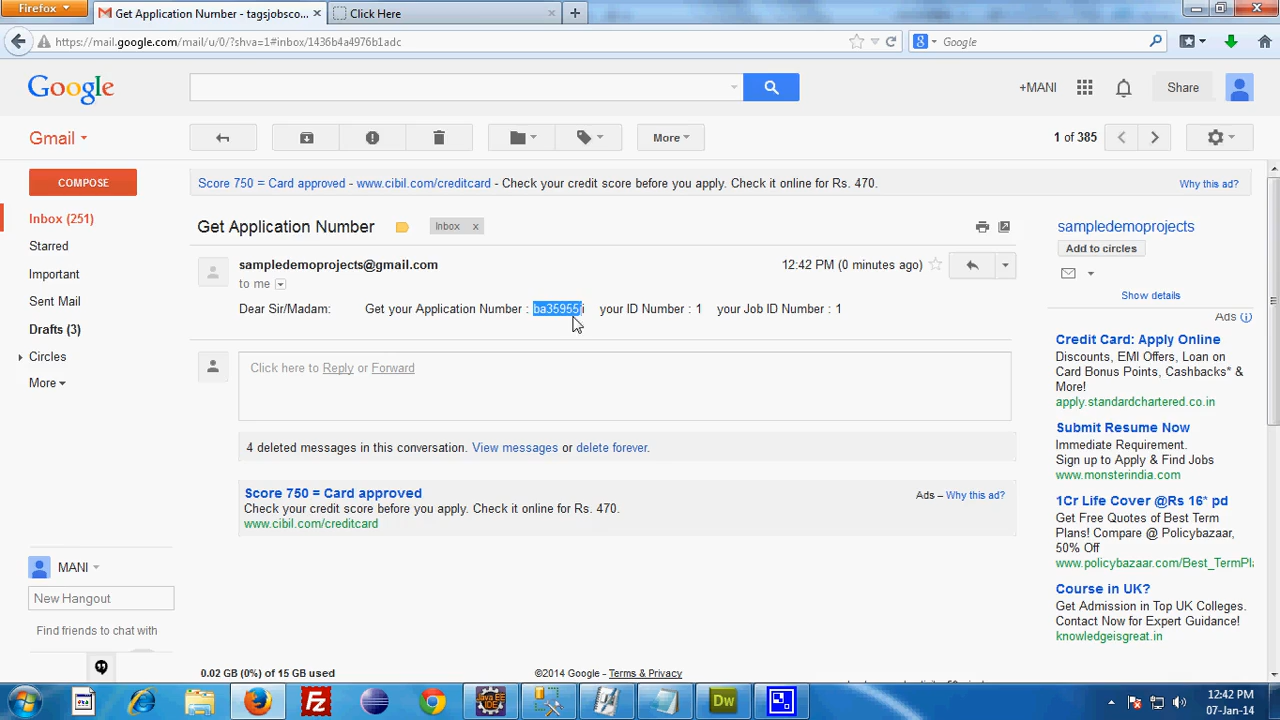 Firefox
Get Application Number - tagsjobsco... ×
Click Here ×
https://mail.google.com/mail/u/0/?shva=1#inbox/1436b4a4976b1adc
Google
Google
+MANI
Share
Gmail
More
1 of 385
COMPOSE
Score 750 = Card approved - www.cibil.com/creditcard - Check your credit score before you apply. Check it online for Rs. 470.
Why this ad?
Inbox (251)
Starred
Important
Sent Mail
Drafts (3)
Circles
More
Get Application Number
Inbox x
sampledemoprojects@gmail.com
12:42 PM (0 minutes ago)
to me
Dear Sir/Madam: Get your Application Number : ba35955i your ID Number : 1 your Job ID Number : 1
Click here to Reply or Forward
4 deleted messages in this conversation. View messages or delete forever.
Score 750 = Card approved
Ads – Why this ad?
Check your credit score before you apply. Check it online for Rs. 470.
www.cibil.com/creditcard
sampledemoprojects
Add to circles
Show details
Ads
Credit Card: Apply Online
Discounts, EMI Offers, Loan on
Card Bonus Points, Cashbacks* &
More!
apply.standardchartered.co.in
Submit Resume Now
Immediate Requirement.
Sign up to Apply & Find Jobs
www.monsterindia.com
1Cr Life Cover @Rs 16* pd
Get Free Quotes of Best Term
Plans! Compare @ Policybazaar,
50% Off
www.policybazaar.com/Best_TermPla
Course in UK?
Get Admission in Top UK Colleges.
Contact Now for Expert Guidance!
knowledgeisgreat.in
MANI
New Hangout
Find friends to chat with
0.02 GB (0%) of 15 GB used
©2014 Google - Terms & Privacy
Dw
12:42 PM
07-Jan-14